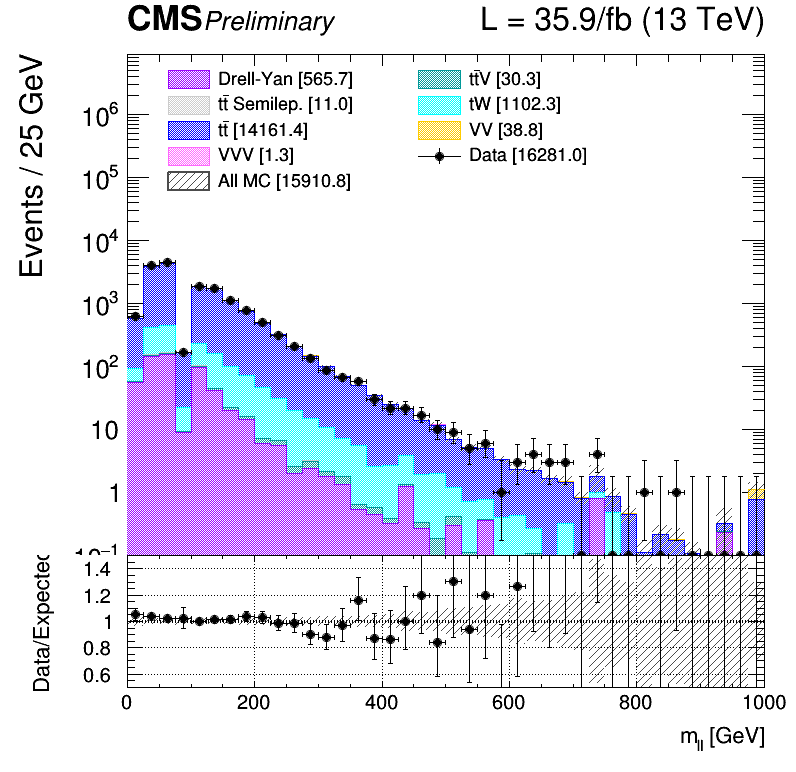 CMS Preliminary L = 35.9/fb (13 TeV)
Events / 25 GeV
Drell-Yan [565.7] tt̄V [30.3]
tt̄ Semilep. [11.0] tW [1102.3]
tt̄ [14161.4] VV [38.8]
VVV [1.3] Data [16281.0]
All MC [15910.8]
10⁶
10⁵
10⁴
10³
10²
10
1
10⁻¹
Data/Expected
1.4
1.2
1
0.8
0.6
0 200 400 600 800 1000
m_ll [GeV]